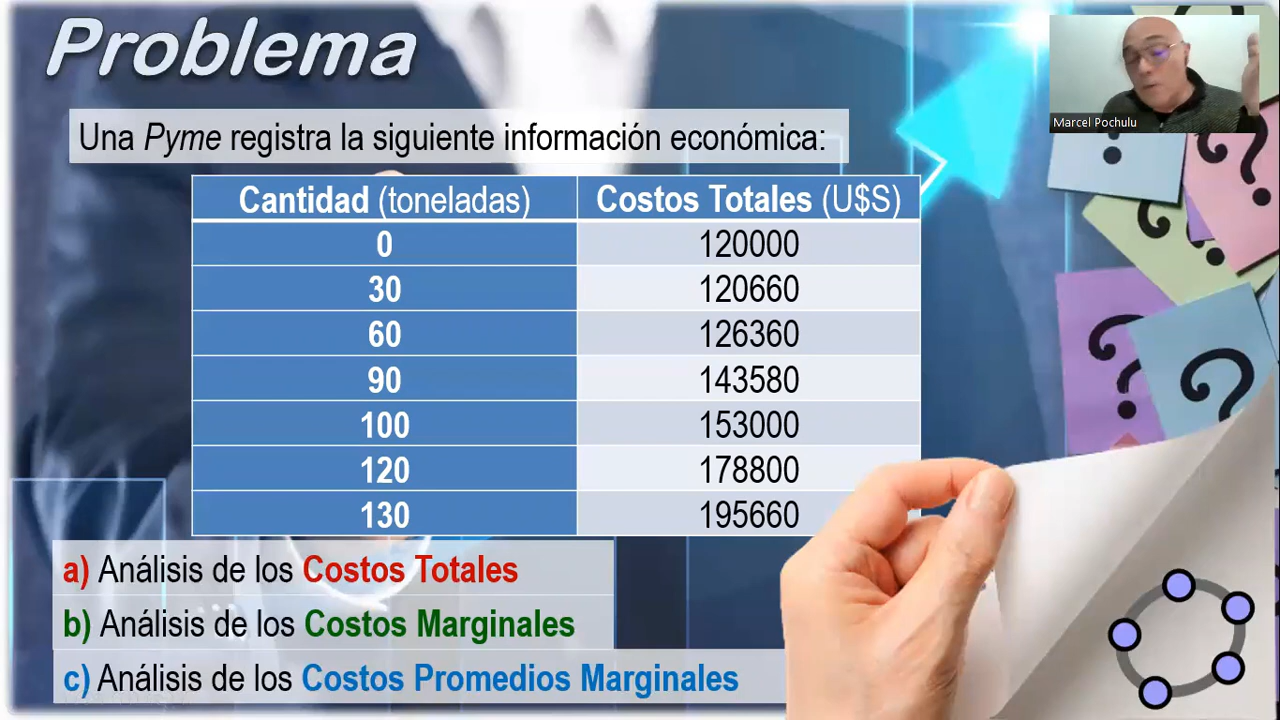 Problema
Marcel Pochulu
Una Pyme registra la siguiente información económica:
Cantidad (toneladas) Costos Totales (U$S)
0 120000
30 120660
60 126360
90 143580
100 153000
120 178800
130 195660
a) Análisis de los Costos Totales
b) Análisis de los Costos Marginales
c) Análisis de los Costos Promedios Marginales